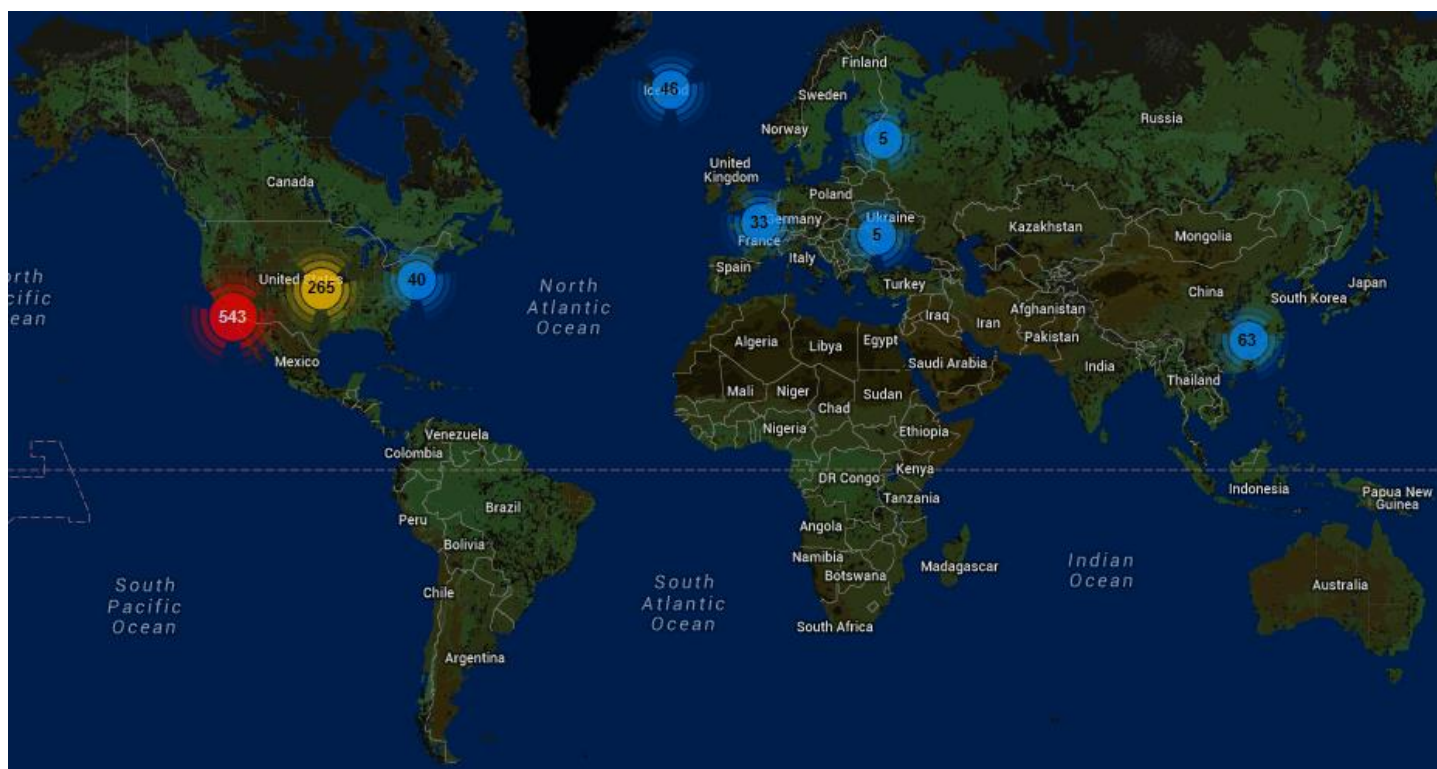 Finland
46
Sweden
Russia
5
Norway
United
Kingdom
Canada
Poland
33
Germany
Ukraine
5
France
Kazakhstan
Mongolia
Italy
Spain
United States
265
40
orth
cific
ean
North
Atlantic
Ocean
Turkey
China
Japan
South Korea
543
Iraq
Iran
Afghanistan
Pakistan
63
Algeria
Libya
Egypt
Mexico
Saudi Arabia
India
Thailand
Mali
Niger
Sudan
Chad
Nigeria
Ethiopia
Venezuela
Colombia
Kenya
DR Congo
Tanzania
Indonesia
Papua New
Guinea
Brazil
Peru
Angola
Bolivia
Namibia
Botswana
Madagascar
Indian
Ocean
South
Pacific
Ocean
South
Atlantic
Ocean
Chile
Australia
South Africa
Argentina